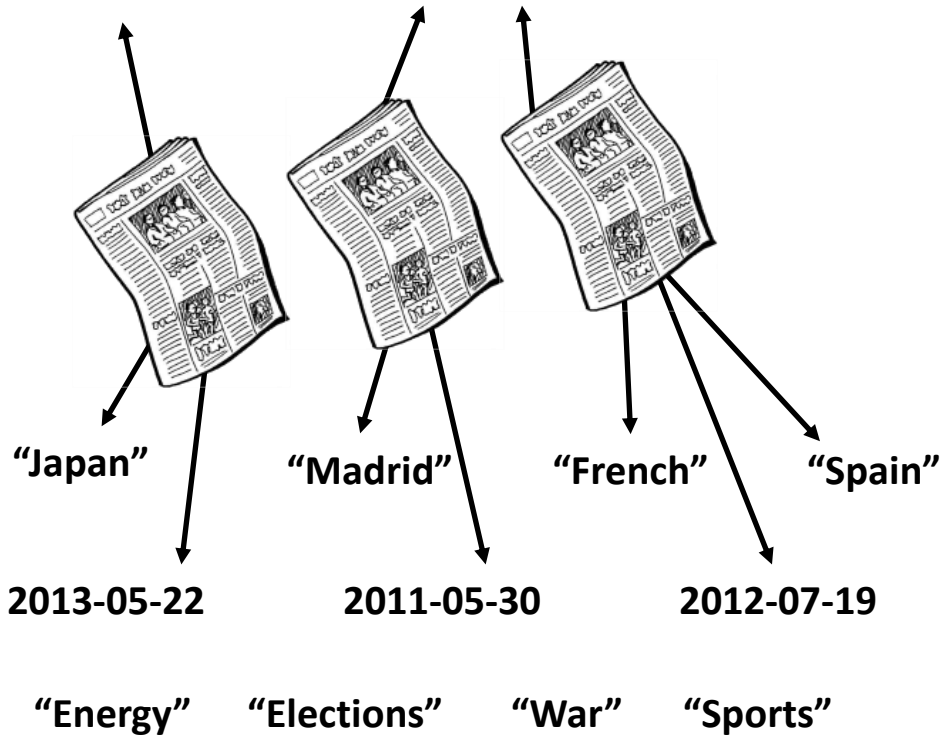 “Japan” “Madrid” “French” “Spain”
2013-05-22 2011-05-30 2012-07-19
“Energy” “Elections” “War” “Sports”